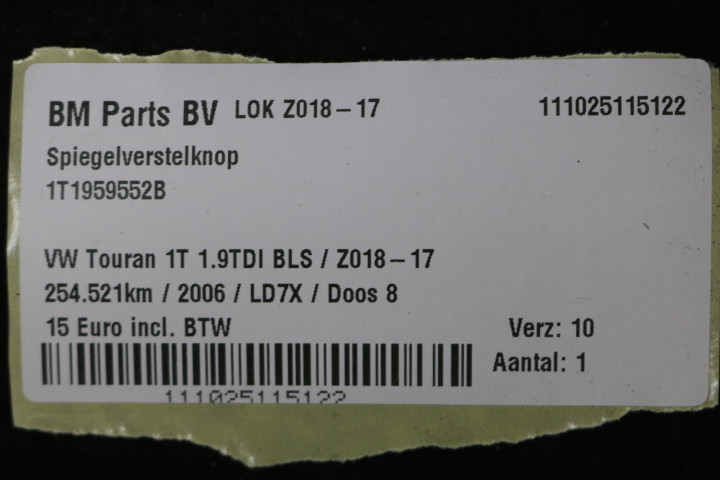 BM Parts BV LOK Z018-17 111025115122
Spiegelverstelknop
1T1959552B
VW Touran 1T 1.9TDI BLS / Z018-17
254.521km / 2006 / LD7X / Doos 8
15 Euro incl. BTW Verz: 10
Aantal: 1
111025115122